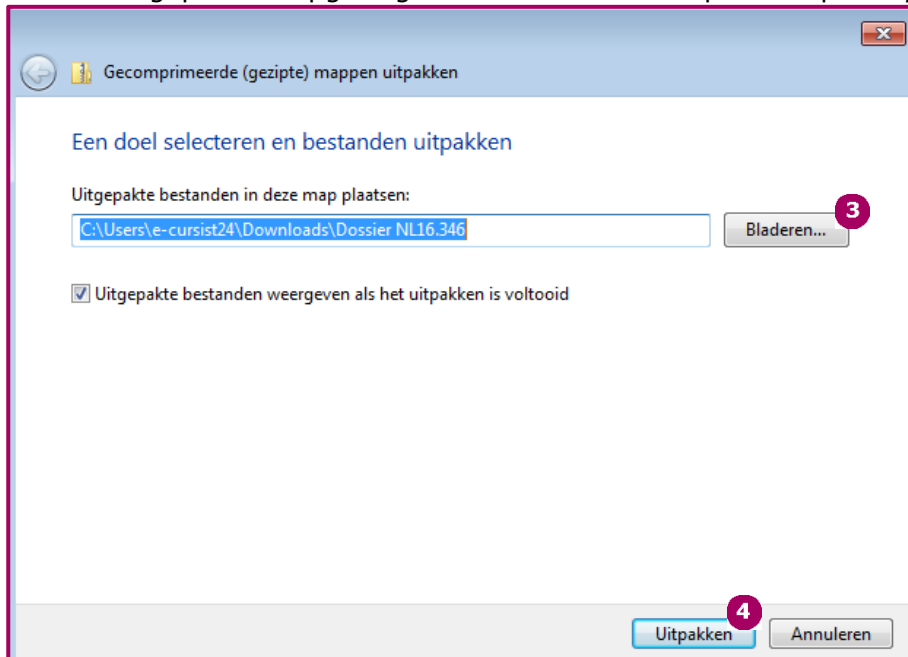 Gecomprimeerde (gezipte) mappen uitpakken
Een doel selecteren en bestanden uitpakken
Uitgepakte bestanden in deze map plaatsen:
3
C:\Users\e-cursist24\Downloads\Dossier NL16.346
Bladeren...
Uitgepakte bestanden weergeven als het uitpakken is voltooid
4
Uitpakken
Annuleren